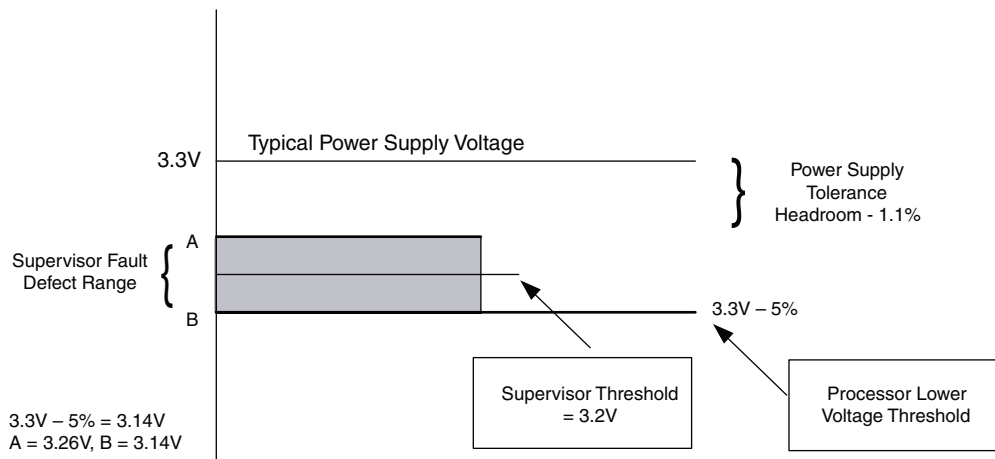 Typical Power Supply Voltage
3.3V
Power Supply
Tolerance
Headroom - 1.1%
A
Supervisor Fault
Defect Range
B
3.3V – 5%
Supervisor Threshold
= 3.2V
Processor Lower
Voltage Threshold
3.3V – 5% = 3.14V
A = 3.26V, B = 3.14V